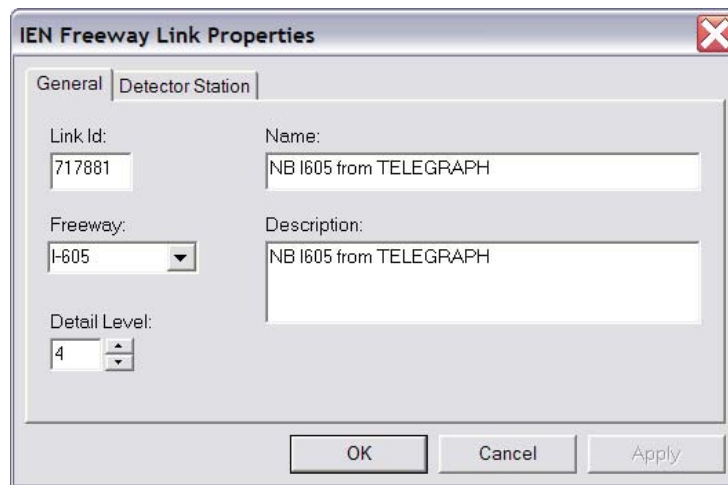 IEN Freeway Link Properties
General Detector Station
Link Id: Name:
717881 NB I605 from TELEGRAPH
Freeway: Description:
I-605 NB I605 from TELEGRAPH
Detail Level:
4
OK Cancel Apply